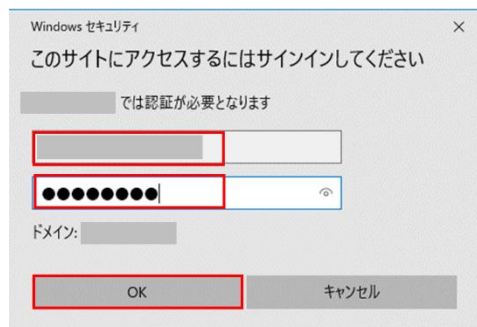 Windows セキュリティ
このサイトにアクセスするにはサインインしてください
では認証が必要となります
●●●●●●●●
ドメイン:
OK
キャンセル